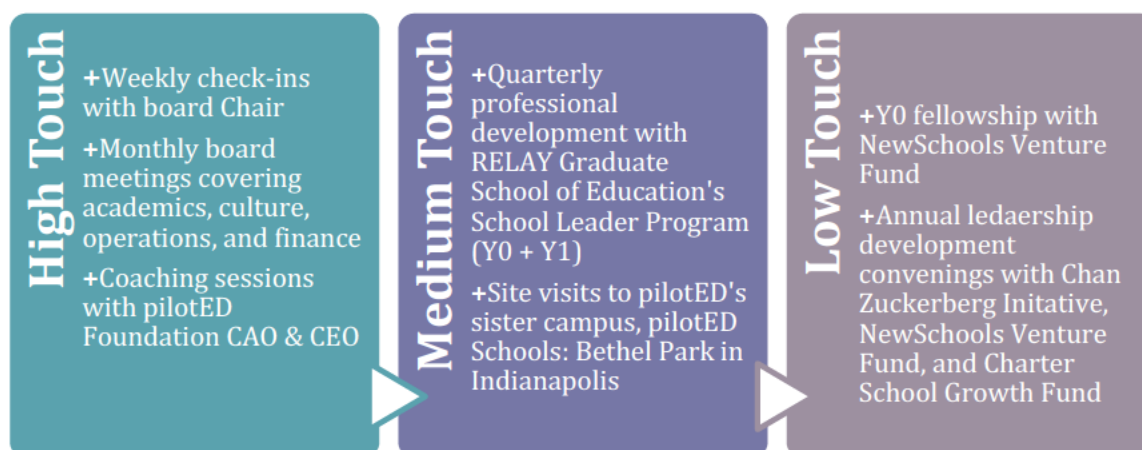 High Touch
+Weekly check-ins
with board Chair
+Monthly board
meetings covering
academics, culture,
operations, and finance
+Coaching sessions
with pilotED
Foundation CAO & CEO
Medium Touch
+Quarterly
professional
development with
RELAY Graduate
School of Education's
School Leader Program
(Y0 + Y1)
+Site visits to pilotED's
sister campus, pilotED
Schools: Bethel Park in
Indianapolis
Low Touch
+Y0 fellowship with
NewSchools Venture
Fund
+Annual ledaership
development
convenings with Chan
Zuckerberg Initative,
NewSchools Venture
Fund, and Charter
School Growth Fund